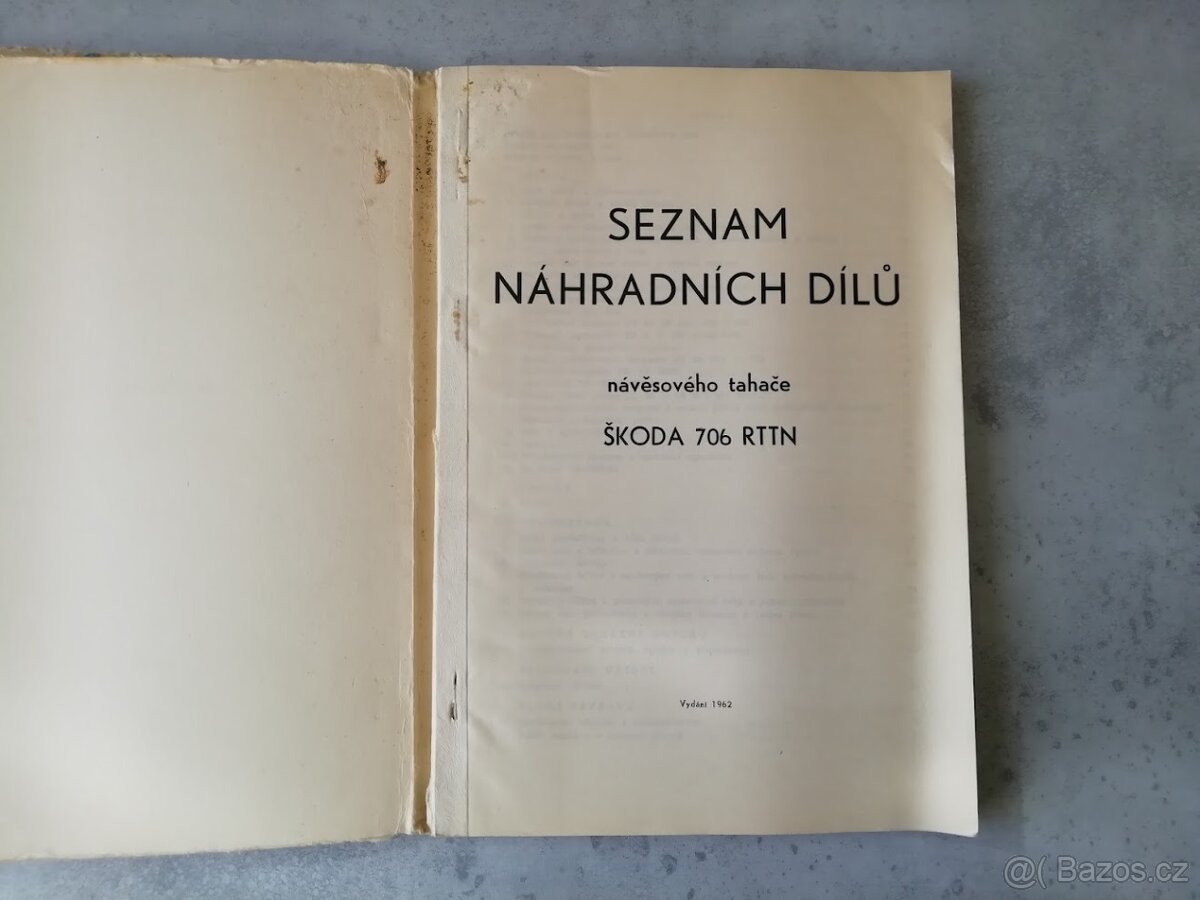 SEZNAM
NÁHRADNÍCH DÍLŮ
návěsového tahače
ŠKODA 706 RTTN
Vydání 1962
@( Bazos.cz